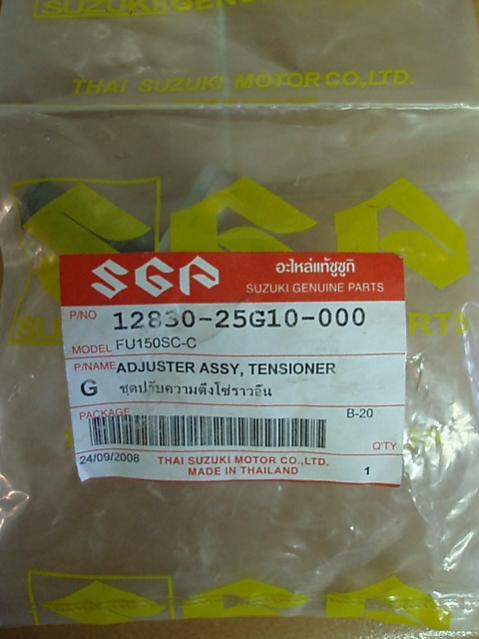 SUZUKI GENUINE
THAI SUZUKI MOTOR CO.,LTD.
SGP
SGP
อะไหล่แท้ซูซูกิ
SUZUKI GENUINE PARTS
P/NO 12830-25G10-000
MODEL FU150SC-C
P/NAME ADJUSTER ASSY, TENSIONER
G ชุดปรับความตึงโซ่ราวลิ้น
PACKAGE B-20
Q'TY
24/09/2008 THAI SUZUKI MOTOR CO.,LTD.
MADE IN THAILAND 1